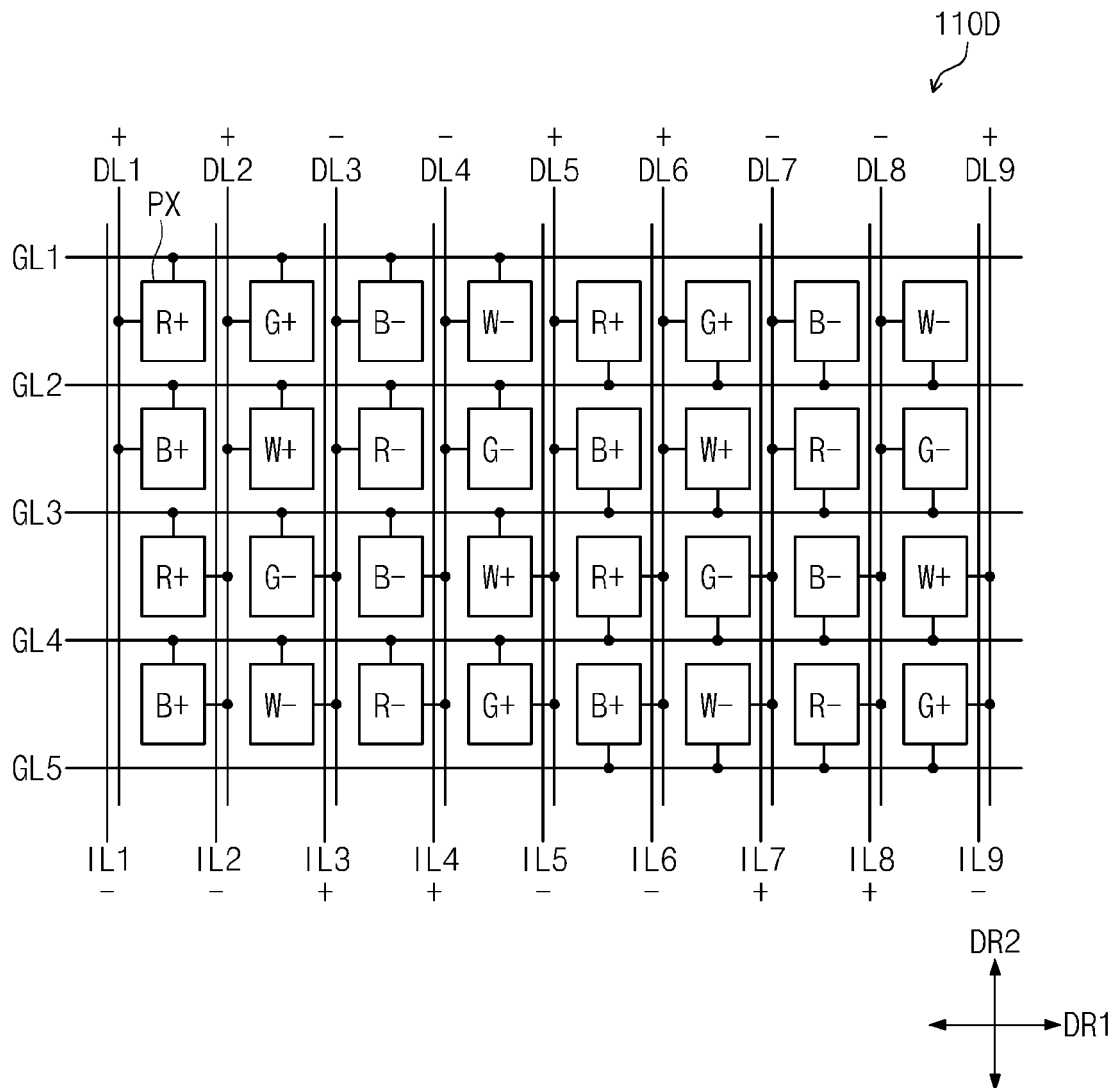 110D
+ + - - + + - - +
DL1 DL2 DL3 DL4 DL5 DL6 DL7 DL8 DL9
PX
GL1
R+ G+ B- W- R+ G+ B- W-
GL2
B+ W+ R- G- B+ W+ R- G-
GL3
R+ G- B- W+ R+ G- B- W+
GL4
B+ W- R- G+ B+ W- R- G+
GL5
IL1 IL2 IL3 IL4 IL5 IL6 IL7 IL8 IL9
- - + + - - + + -
DR2
DR1